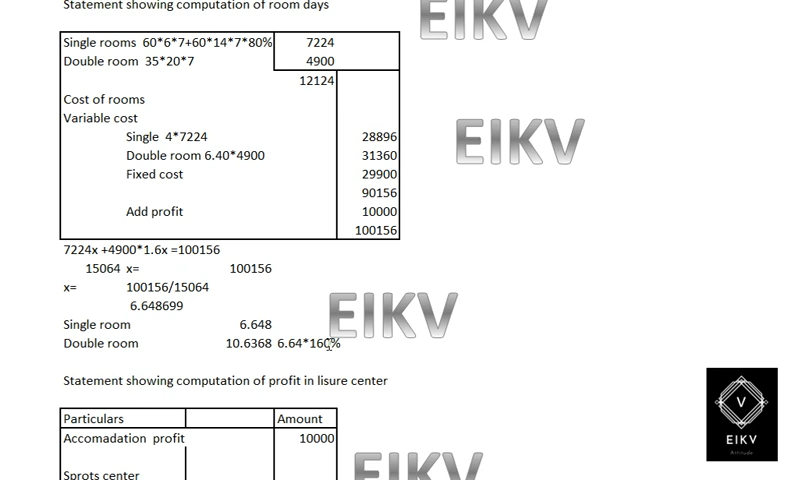 Statement showing computation of room days
EIKV
Single rooms 60*6*7+60*14*7*80% 7224
Double room 35*20*7 4900
12124
Cost of rooms
Variable cost
EIKV
Single 4*7224 28896
Double room 6.40*4900 31360
Fixed cost 29900
90156
Add profit 10000
100156
7224x +4900*1.6x =100156
15064 x= 100156
x= 100156/15064
6.648699
EIKV
Single room 6.648
Double room 10.6368 6.64*160%
Statement showing computation of profit in lisure center
Particulars Amount
Accomadation profit 10000
V
EIKV
Attitude
EIKV
Sprots center